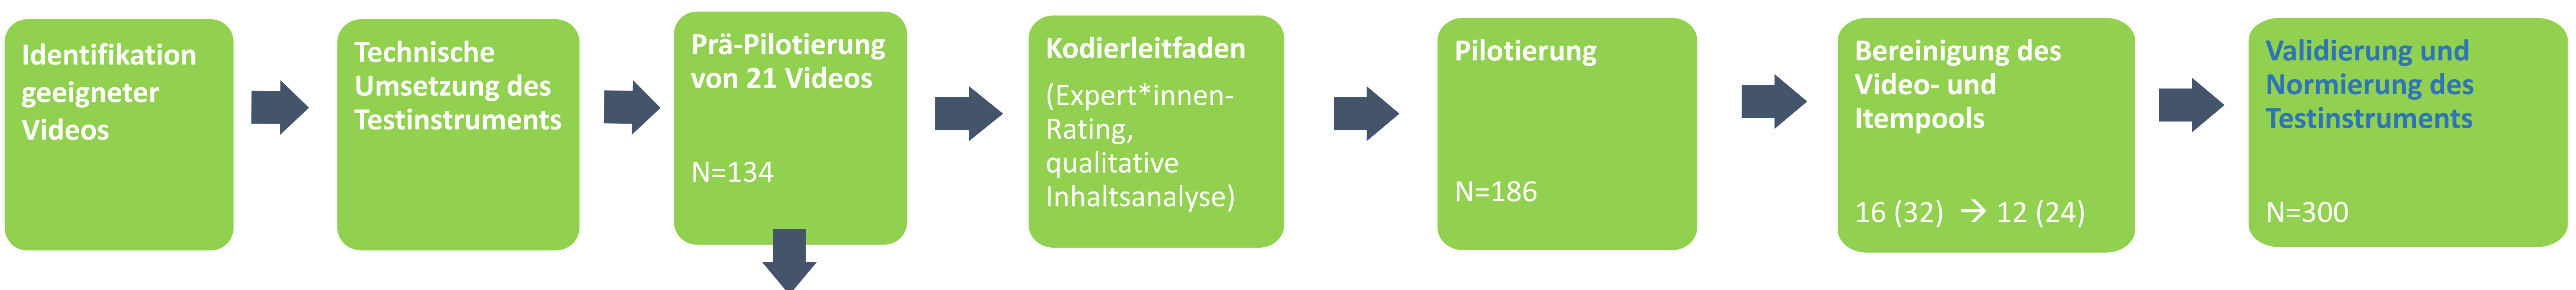 Identifikation
geeigneter
Videos
Technische
Umsetzung des
Testinstruments
Prä-Pilotierung
von 21 Videos
N=134
Kodierleitfaden
(Expert*innen-
Rating,
qualitative
Inhaltsanalyse)
Pilotierung
N=186
Bereinigung des
Video- und
Itempools
16 (32) → 12 (24)
Validierung und
Normierung des
Testinstruments
N=300